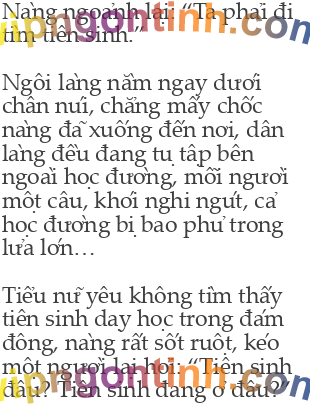 Nàng ngoảnh lại: “Ta phải đi
tìm tiên sinh.”
Ngôi làng nằm ngay dưới
chân núi, chẳng mấy chốc
nàng đã xuống đến nơi, dân
làng đều đang tụ tập bên
ngoài học đường, mỗi người
một câu, khói nghi ngút, cả
học đường bị bao phủ trong
lửa lớn…
Tiểu nữ yêu không tìm thấy
tiên sinh dạy học trong đám
đông, nàng rất sốt ruột, kéo
một người lại hỏi: “Tiên sinh
đâu? Tiên sinh đang ở đâu?”
vipngontinh.com